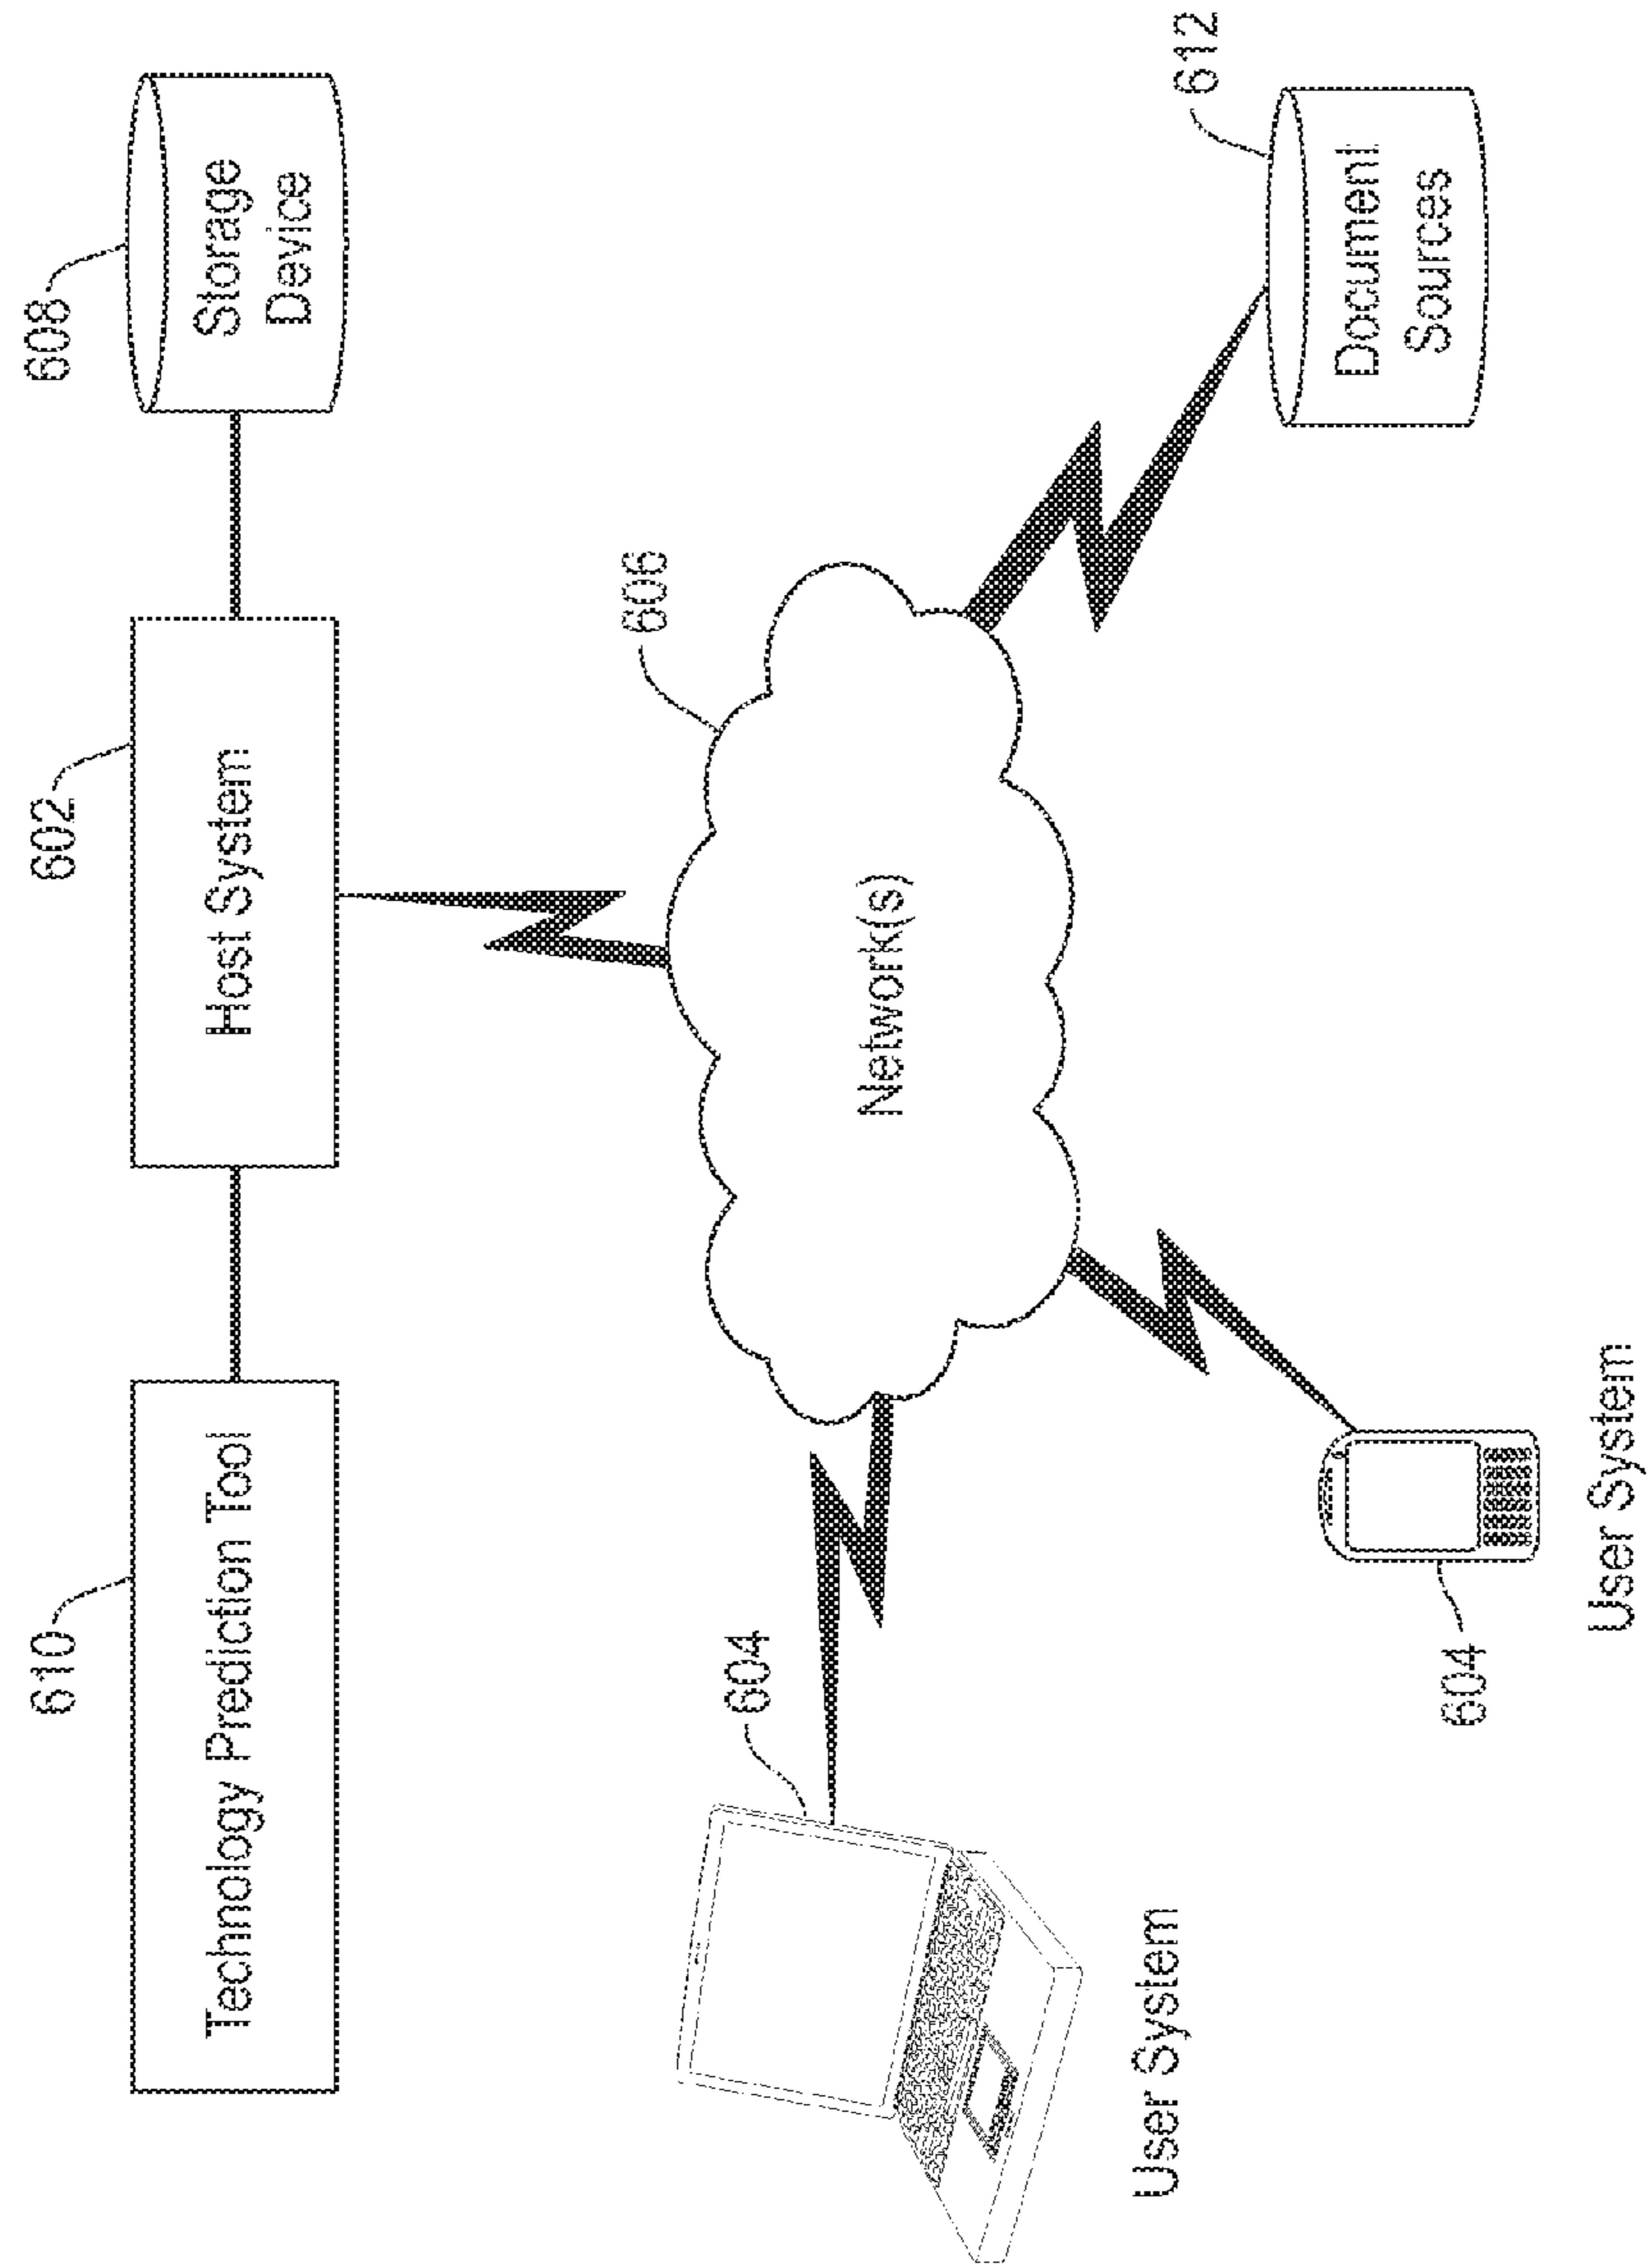 610
Technology Prediction Tool
602
Host System
608
Storage
Device
606
Network(s)
604
User System
604
User System
612
Document
Sources